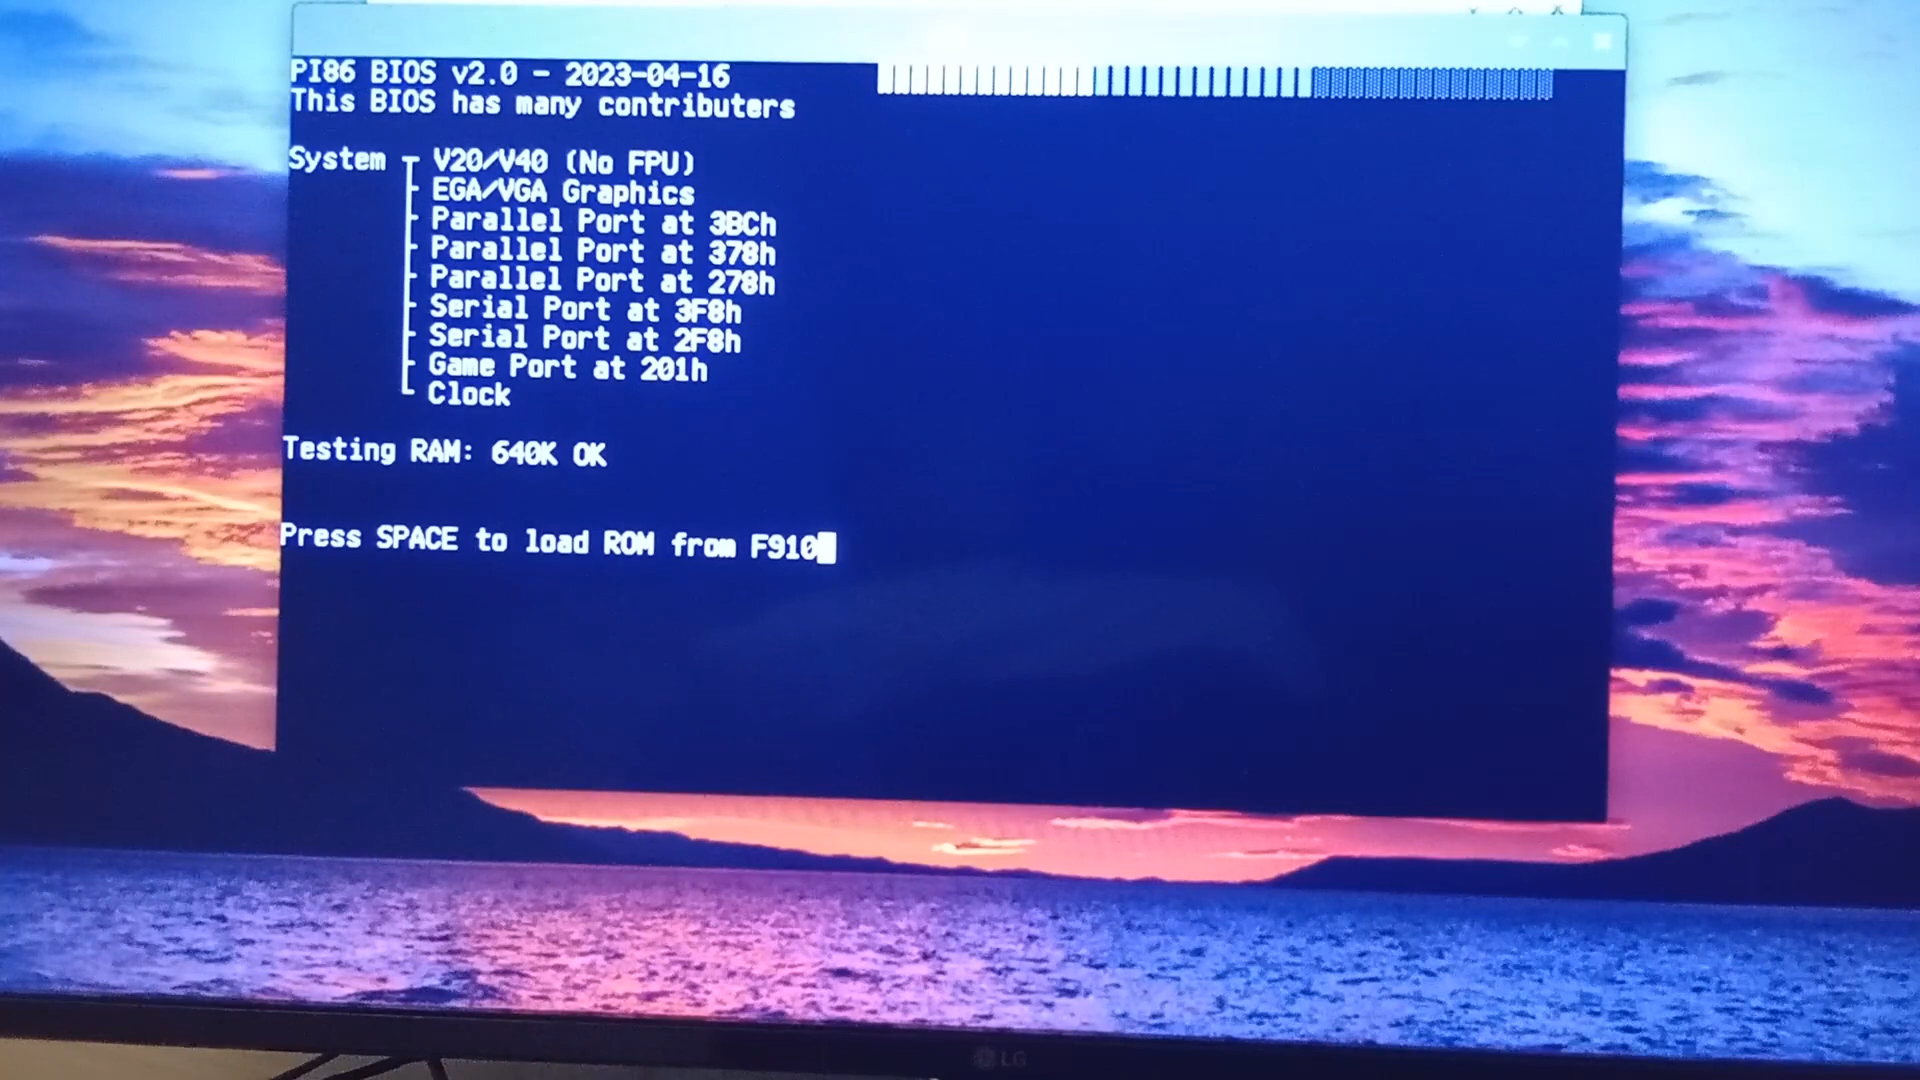 PI86 BIOS v2.0 - 2023-04-16
This BIOS has many contributers
System
V20/V40 (No FPU)
EGA/VGA Graphics
Parallel Port at 3BCh
Parallel Port at 378h
Parallel Port at 278h
Serial Port at 3F8h
Serial Port at 2F8h
Game Port at 201h
Clock
Testing RAM: 640K OK
Press SPACE to load ROM from F910
LG